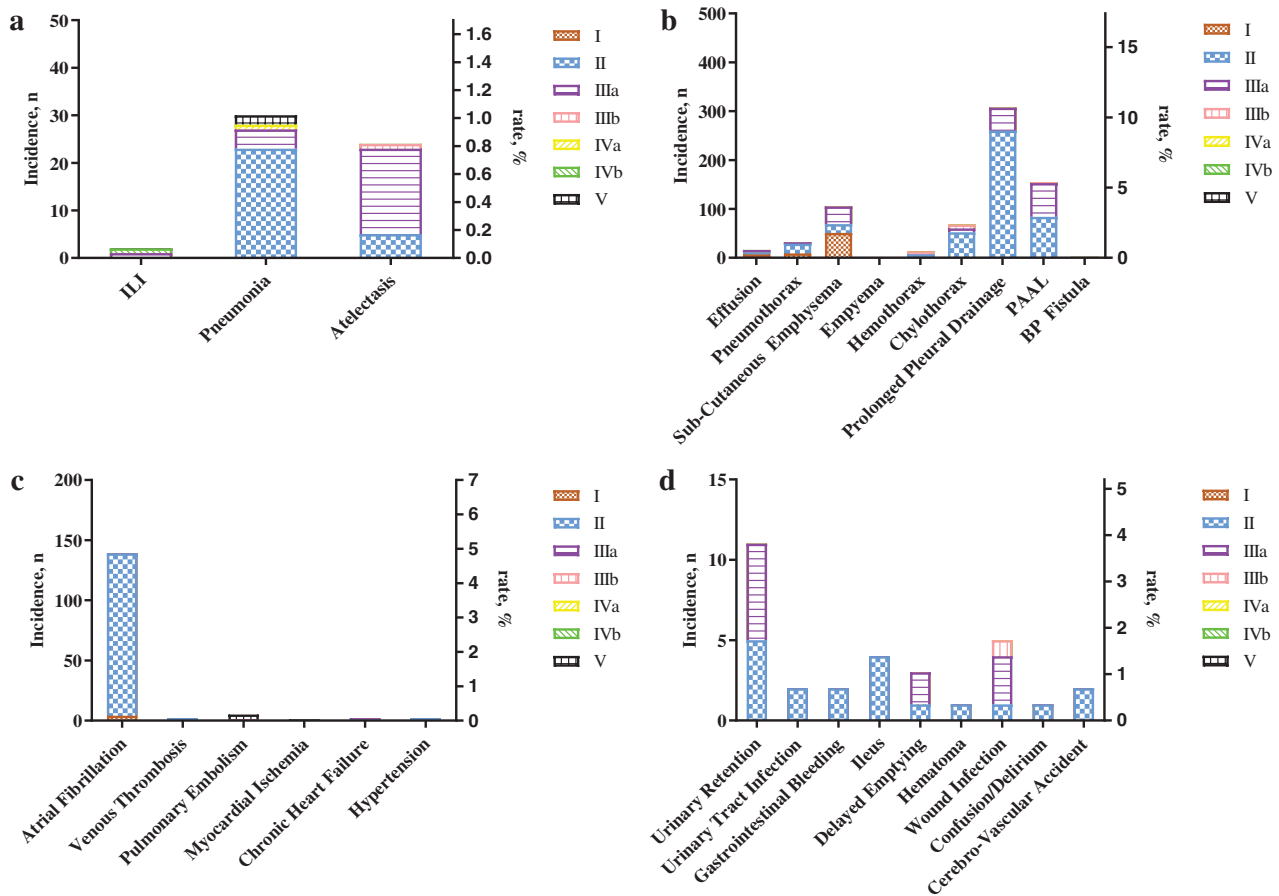 a
50
40
30
20
10
0
Incidence, n
1.6
1.4
1.2
1.0
0.8
0.6
0.4
0.2
0.0
rate, %
ILI
Pneumonia
Atelectasis
I
II
IIIa
IIIb
IVa
IVb
V
b
500
400
300
200
100
0
Incidence, n
15
10
5
0
rate, %
Effusion
Pneumothorax
Sub-Cutaneous Emphysema
Empyema
Hemothorax
Chylothorax
Prolonged Pleural Drainage
PAAL
BP Fistula
I
II
IIIa
IIIb
IVa
IVb
V
c
200
150
100
50
0
Incidence, n
7
6
5
4
3
2
1
0
rate, %
Atrial Fibrillation
Venous Thrombosis
Pulmonary Embolism
Myocardial Ischemia
Chronic Heart Failure
Hypertension
I
II
IIIa
IIIb
IVa
IVb
V
d
15
10
5
0
Incidence, n
5
4
3
2
1
0
rate, %
Urinary Retention
Urinary Tract Infection
Gastrointestinal Bleeding
Ileus
Delayed Emptying
Hematoma
Wound Infection
Confusion/Delirium
Cerebro-Vascular Accident
I
II
IIIa
IIIb
IVa
IVb
V